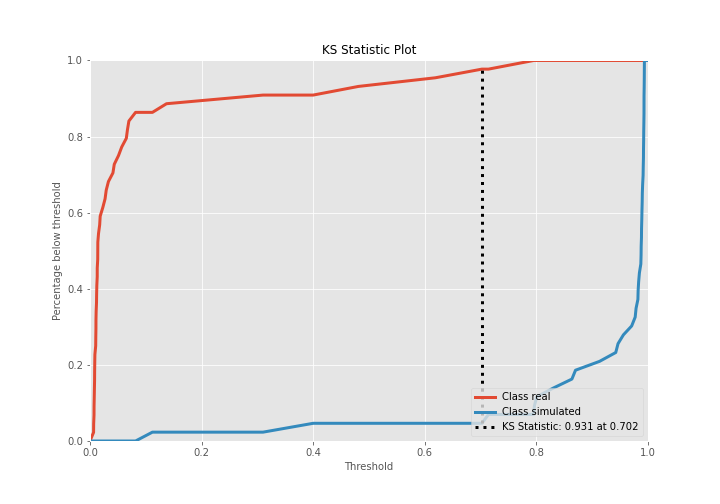 KS Statistic Plot
1.0
0.8
0.6
0.4
0.2
0.0
Percentage below threshold
0.0 0.2 0.4 0.6 0.8 1.0
Threshold
Class real
Class simulated
KS Statistic: 0.931 at 0.702